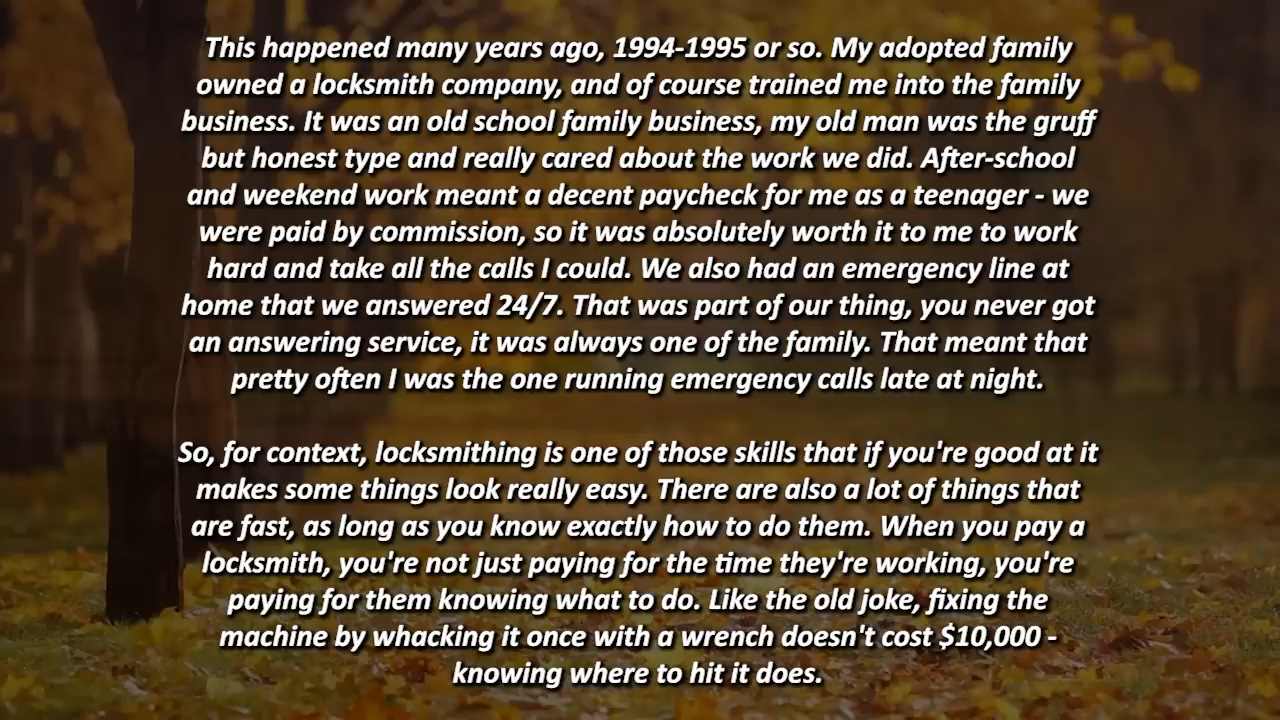 This happened many years ago, 1994-1995 or so. My adopted family
owned a locksmith company, and of course trained me into the family
business. It was an old school family business, my old man was the gruff
but honest type and really cared about the work we did. After-school
and weekend work meant a decent paycheck for me as a teenager - we
were paid by commission, so it was absolutely worth it to me to work
hard and take all the calls I could. We also had an emergency line at
home that we answered 24/7. That was part of our thing, you never got
an answering service, it was always one of the family. That meant that
pretty often I was the one running emergency calls late at night.
So, for context, locksmithing is one of those skills that if you're good at it
makes some things look really easy. There are also a lot of things that
are fast, as long as you know exactly how to do them. When you pay a
locksmith, you're not just paying for the time they're working, you're
paying for them knowing what to do. Like the old joke, fixing the
machine by whacking it once with a wrench doesn't cost $10,000 -
knowing where to hit it does.